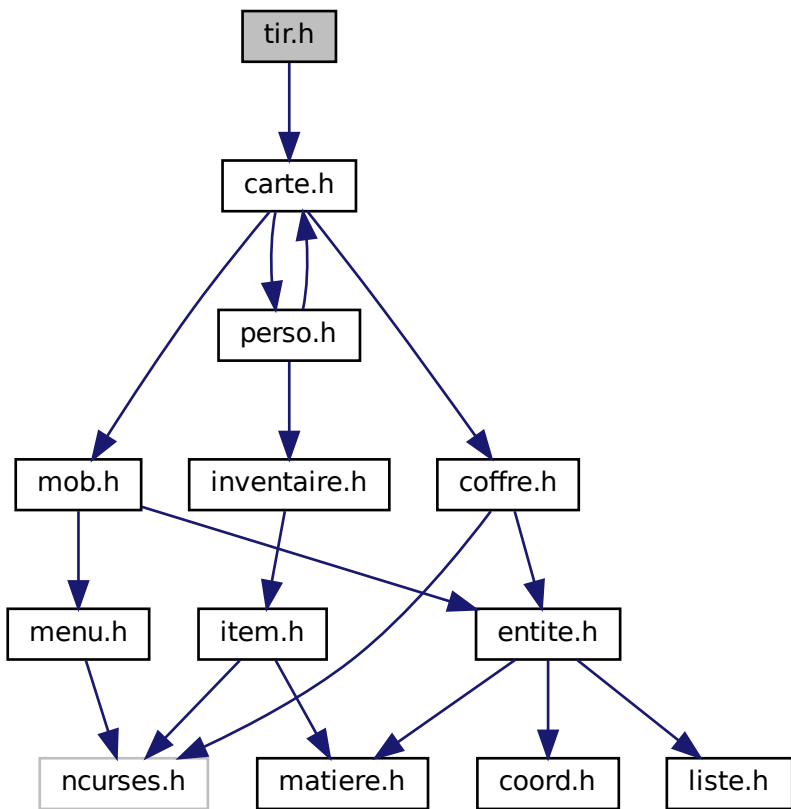 tir.h
carte.h
perso.h
mob.h
inventaire.h
coffre.h
menu.h
item.h
entite.h
ncurses.h
matiere.h
coord.h
liste.h